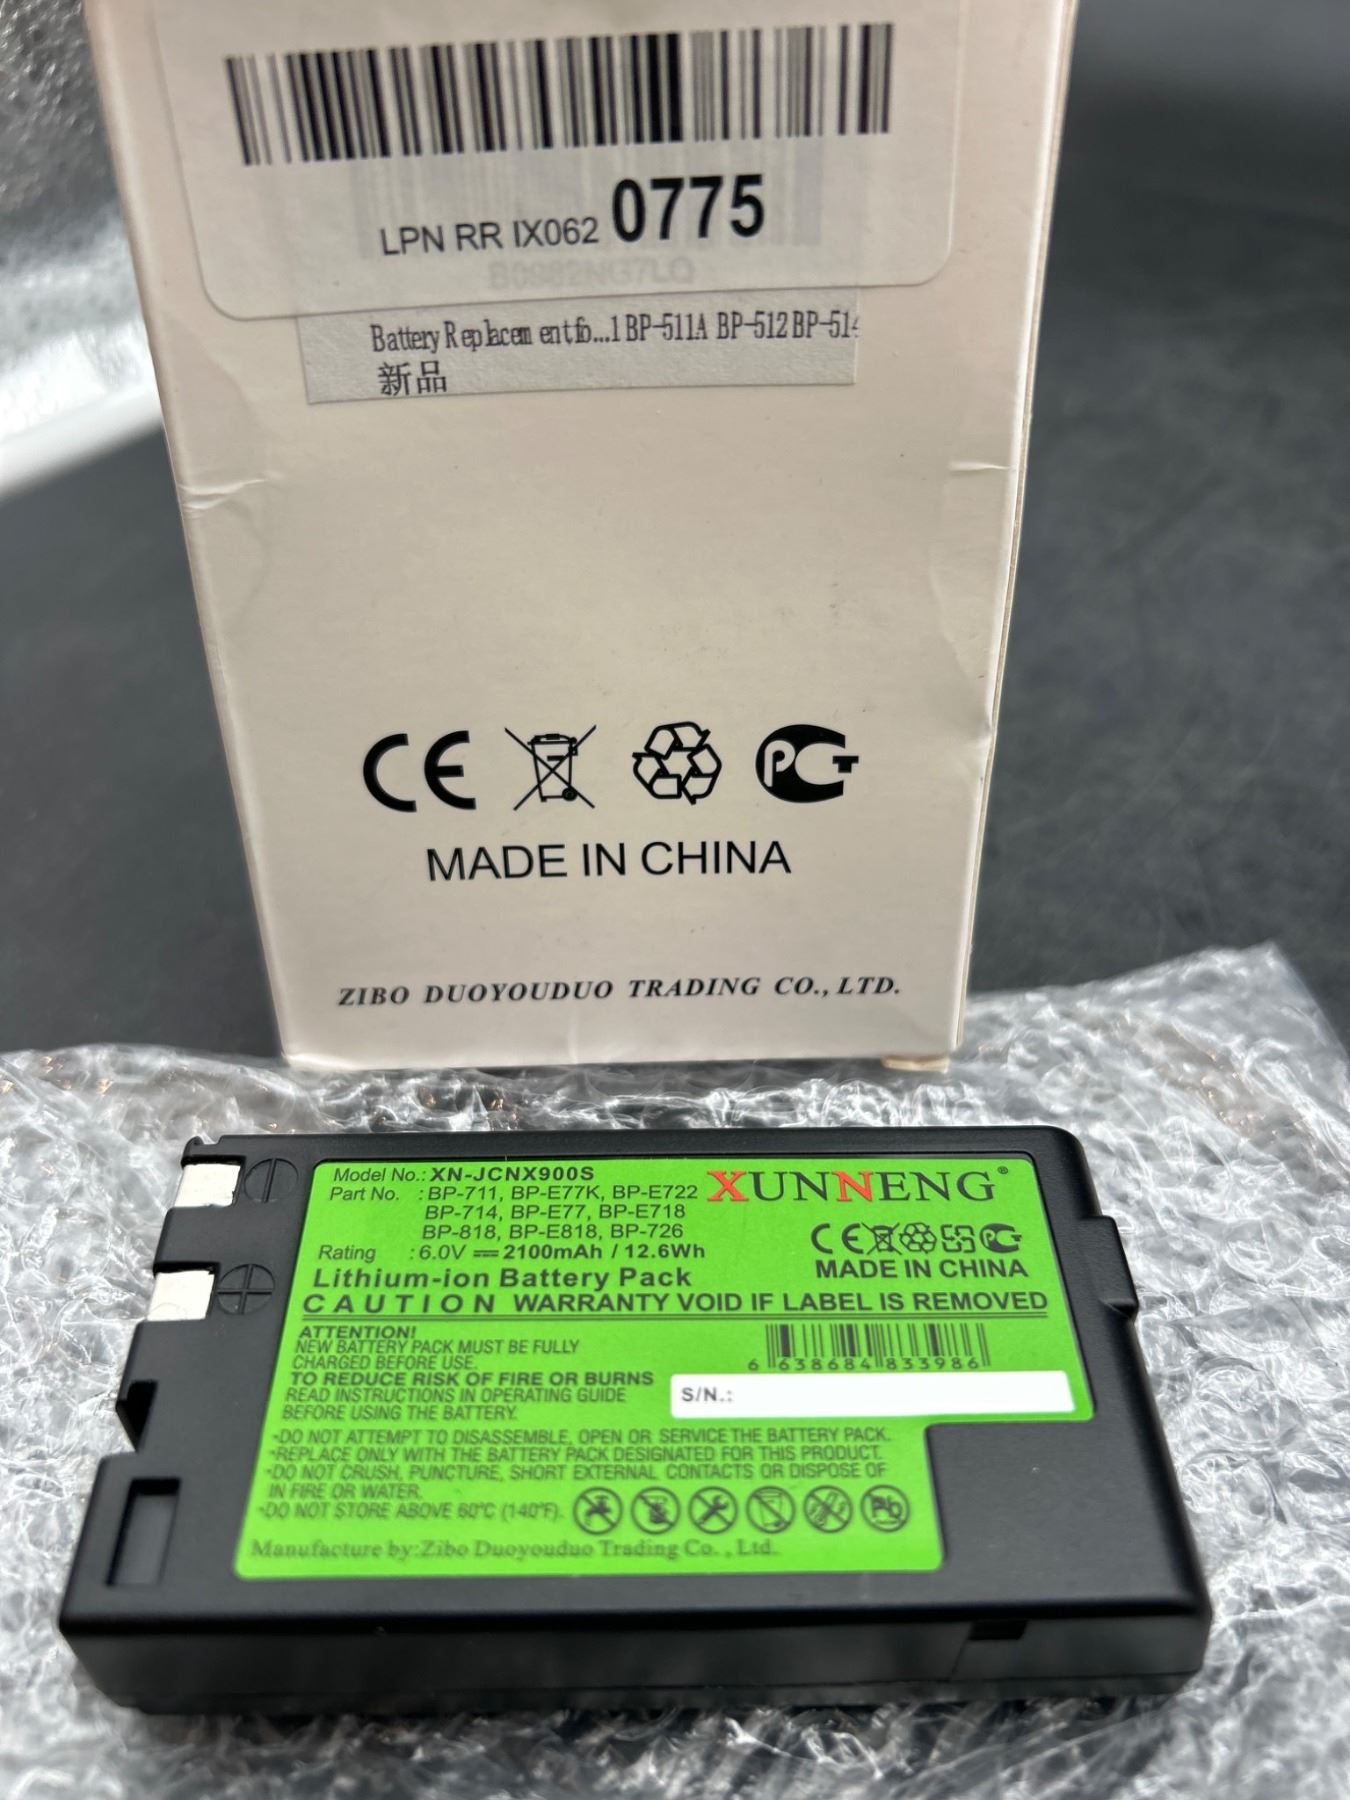 LPN RR IX062 0775
B0982NG7LQ
Battery Replacementfo...1 BP-511A BP-512 BP-514
新品
CE
PCT
MADE IN CHINA
ZIBO DUOYOUDUO TRADING CO., LTD.
Model No.: XN-JCNX900S
XUNNENG®
Part No. : BP-711, BP-E77K, BP-E722
BP-714, BP-E77, BP-E718
BP-818, BP-E818, BP-726
Rating : 6.0V 2100mAh / 12.6Wh
CE PCT
Lithium-ion Battery Pack
MADE IN CHINA
CAUTION WARRANTY VOID IF LABEL IS REMOVED
ATTENTION!
NEW BATTERY PACK MUST BE FULLY
CHARGED BEFORE USE.
6 638684 833986
TO REDUCE RISK OF FIRE OR BURNS
READ INSTRUCTIONS IN OPERATING GUIDE
BEFORE USING THE BATTERY.
S/N.:
-DO NOT ATTEMPT TO DISASSEMBLE, OPEN OR SERVICE THE BATTERY PACK.
-REPLACE ONLY WITH THE BATTERY PACK DESIGNATED FOR THIS PRODUCT.
-DO NOT CRUSH, PUNCTURE, SHORT EXTERNAL CONTACTS OR DISPOSE OF
IN FIRE OR WATER.
-DO NOT STORE ABOVE 60°C (140°F).
Pb
Manufacture by:Zibo Duoyouduo Trading Co., Ltd.